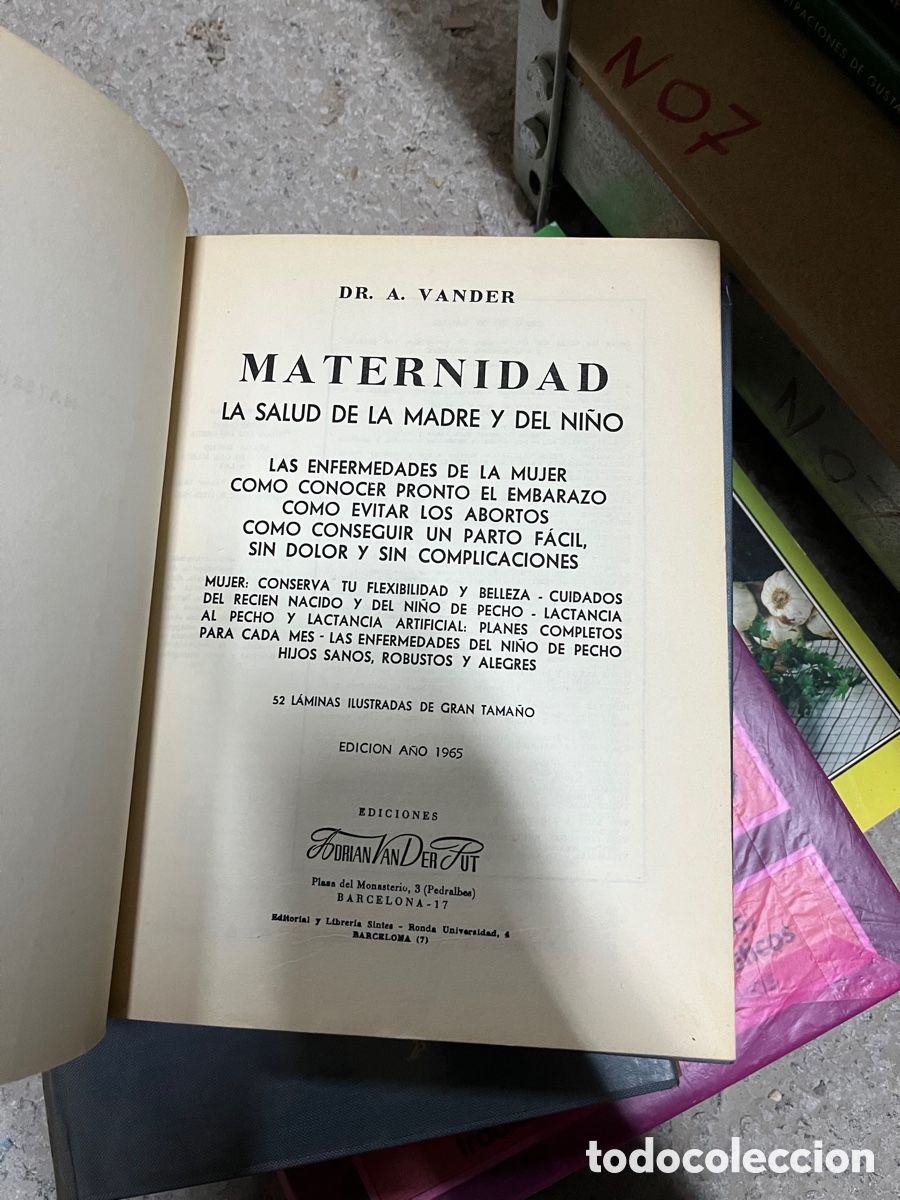 DR. A. VANDER
MATERNIDAD
LA SALUD DE LA MADRE Y DEL NIÑO
LAS ENFERMEDADES DE LA MUJER
COMO CONOCER PRONTO EL EMBARAZO
COMO EVITAR LOS ABORTOS
COMO CONSEGUIR UN PARTO FÁCIL,
SIN DOLOR Y SIN COMPLICACIONES
MUJER: CONSERVA TU FLEXIBILIDAD Y BELLEZA - CUIDADOS
DEL RECIEN NACIDO Y DEL NIÑO DE PECHO - LACTANCIA
AL PECHO Y LACTANCIA ARTIFICIAL: PLANES COMPLETOS
PARA CADA MES - LAS ENFERMEDADES DEL NIÑO DE PECHO
HIJOS SANOS, ROBUSTOS Y ALEGRES
52 LÁMINAS ILUSTRADAS DE GRAN TAMAÑO
EDICION AÑO 1965
EDICIONES
ADRIAN VAN DER PUT
Plaza del Monasterio, 3 (Pedralbes)
BARCELONA-17
Editorial y Librería Sintes - Ronda Universidad, 4
BARCELONA (7)
NO7
DE GUSTA
todocoleccion.net